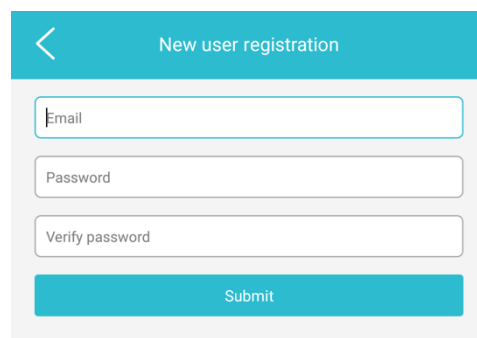 New user registration
Email
Password
Verify password
Submit